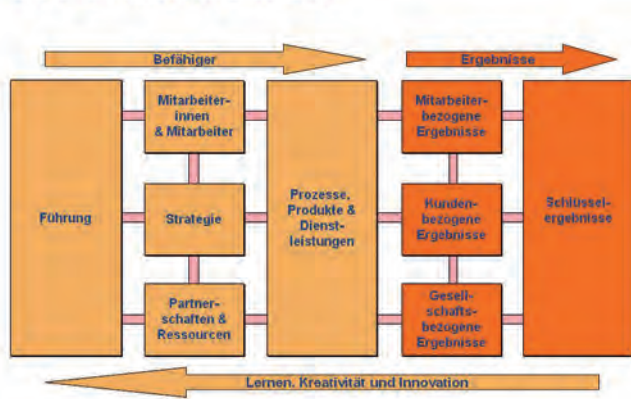 Befähiger
Ergebnisse
Führung
Mitarbeiter-
innen
& Mitarbeiter
Strategie
Partner-
schaften &
Ressourcen
Prozesse,
Produkte &
Dienst-
leistungen
Mitarbeiter-
bezogene
Ergebnisse
Kunden-
bezogene
Ergebnisse
Gesell-
schafts-
bezogene
Ergebnisse
Schlüssel-
ergebnisse
Lernen, Kreativität und Innovation